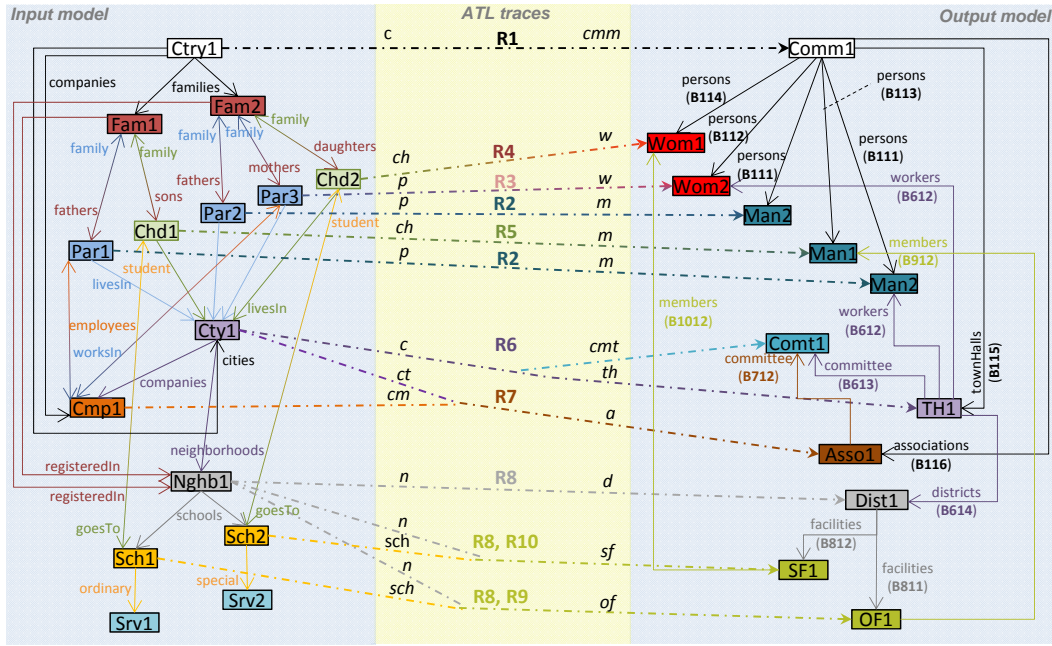 Input model
ATL traces
Output model
Ctry1
c
R1
cmm
Comm1
companies
families
persons
(B114)
persons
(B113)
Fam2
Fam1
family
family
family
family
family
daughters
persons
(B112)
persons
(B111)
persons
(B111)
Wom1
ch
R4
w
mothers
fathers
sons
Chd2
p
R3
w
Wom2
workers
(B612)
Par3
Par2
p
R2
m
Man2
fathers
Chd1
student
ch
R5
m
Man1
members
(B912)
Par1
student
p
R2
m
Man2
livesIn
livesIn
members
(B1012)
workers
(B612)
employees
Cty1
worksIn
cities
c
R6
cmt
Comt1
townHalls
(B115)
companies
ct
th
committee
(B712)
committee
(B613)
Cmp1
cm
R7
a
TH1
neighborhoods
Asso1
associations
(B116)
registeredIn
registeredIn
Nghb1
n
R8
d
Dist1
districts
(B614)
schools
goesTo
goesTo
n
sch
R8, R10
sf
facilities
(B812)
Sch2
Sch1
n
sch
R8, R9
of
SF1
facilities
(B811)
ordinary
special
Srv2
Srv1
OF1